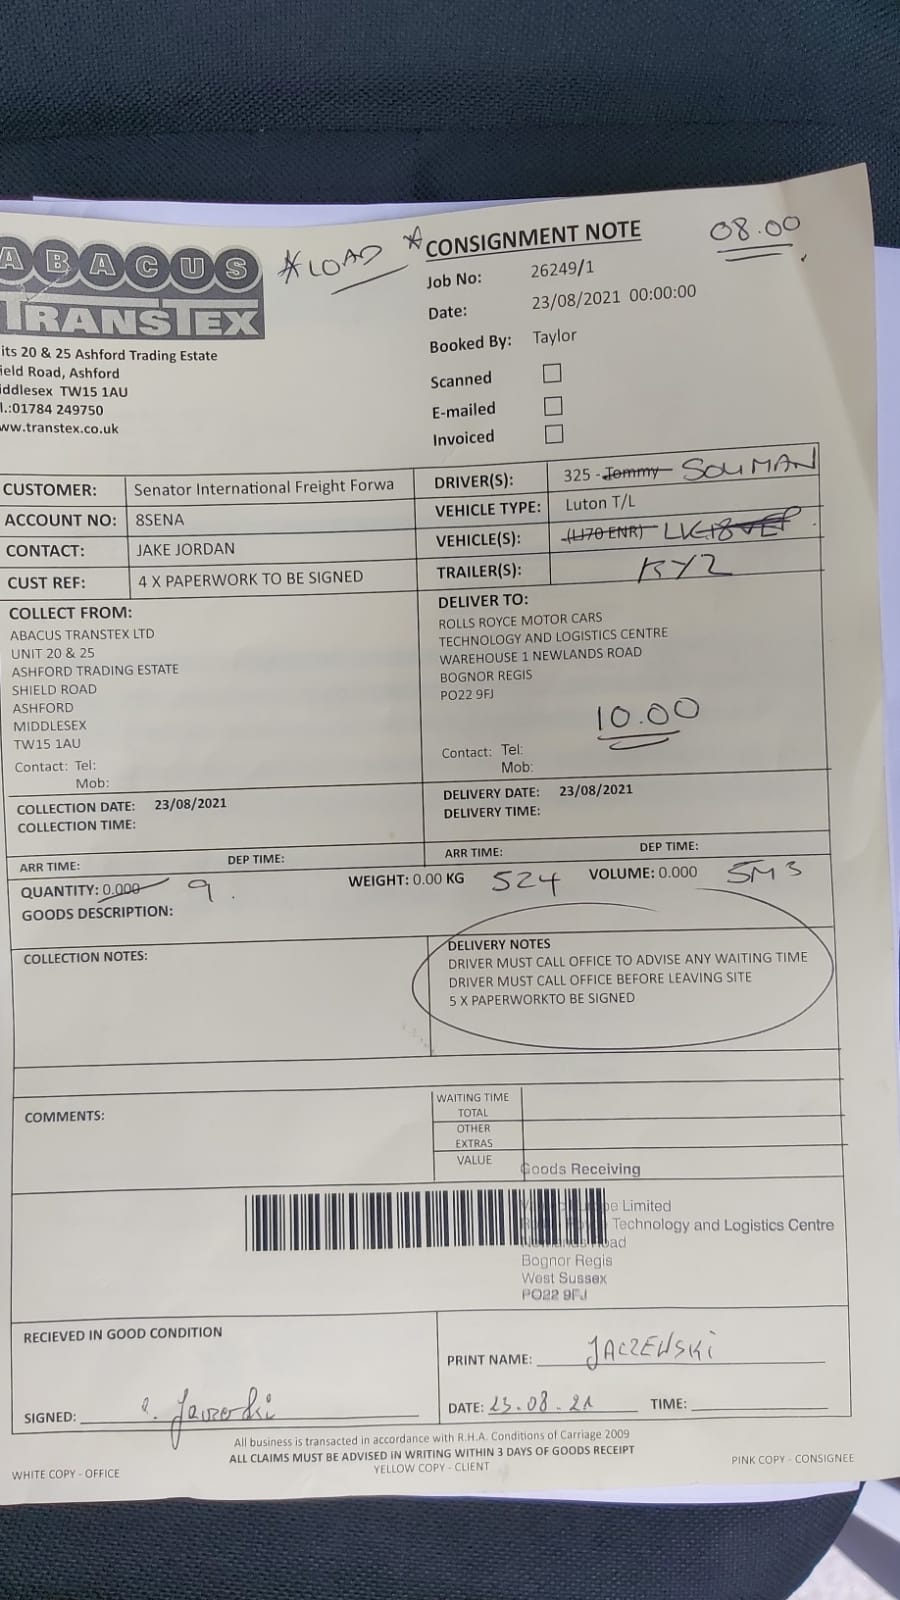 ABACUS
TRANSTEX
its 20 & 25 Ashford Trading Estate
ield Road, Ashford
iddlesex TW15 1AU
l.:01784 249750
ww.transtex.co.uk
*LOAD *
CONSIGNMENT NOTE
08.00
Job No: 26249/1
Date: 23/08/2021 00:00:00
Booked By: Taylor
Scanned
E-mailed
Invoiced
CUSTOMER: Senator International Freight Forwa
ACCOUNT NO: 8SENA
CONTACT: JAKE JORDAN
CUST REF: 4 X PAPERWORK TO BE SIGNED
DRIVER(S): 325 - Tommy SOLIMAN
VEHICLE TYPE: Luton T/L
VEHICLE(S): (LJ70 ENR)
TRAILER(S): KYZ
COLLECT FROM:
ABACUS TRANSTEX LTD
UNIT 20 & 25
ASHFORD TRADING ESTATE
SHIELD ROAD
ASHFORD
MIDDLESEX
TW15 1AU
Contact: Tel:
Mob:
DELIVER TO:
ROLLS ROYCE MOTOR CARS
TECHNOLOGY AND LOGISTICS CENTRE
WAREHOUSE 1 NEWLANDS ROAD
BOGNOR REGIS
PO22 9FJ
10.00
Contact: Tel:
Mob:
COLLECTION DATE: 23/08/2021
COLLECTION TIME:
DELIVERY DATE: 23/08/2021
DELIVERY TIME:
ARR TIME: DEP TIME:
ARR TIME: DEP TIME:
QUANTITY: 0.000 9 WEIGHT: 0.00 KG 524 VOLUME: 0.000 5M3
GOODS DESCRIPTION:
COLLECTION NOTES:
DELIVERY NOTES
DRIVER MUST CALL OFFICE TO ADVISE ANY WAITING TIME
DRIVER MUST CALL OFFICE BEFORE LEAVING SITE
5 X PAPERWORKTO BE SIGNED
COMMENTS:
WAITING TIME
TOTAL
OTHER
EXTRAS
VALUE
Goods Receiving
Limited
Technology and Logistics Centre
Road
Bognor Regis
West Sussex
PO22 9FJ
RECIEVED IN GOOD CONDITION
PRINT NAME: JACZEWSKI
SIGNED:
DATE: 23.08.21 TIME:
All business is transacted in accordance with R.H.A. Conditions of Carriage 2009
ALL CLAIMS MUST BE ADVISED IN WRITING WITHIN 3 DAYS OF GOODS RECEIPT
WHITE COPY - OFFICE YELLOW COPY - CLIENT PINK COPY - CONSIGNEE